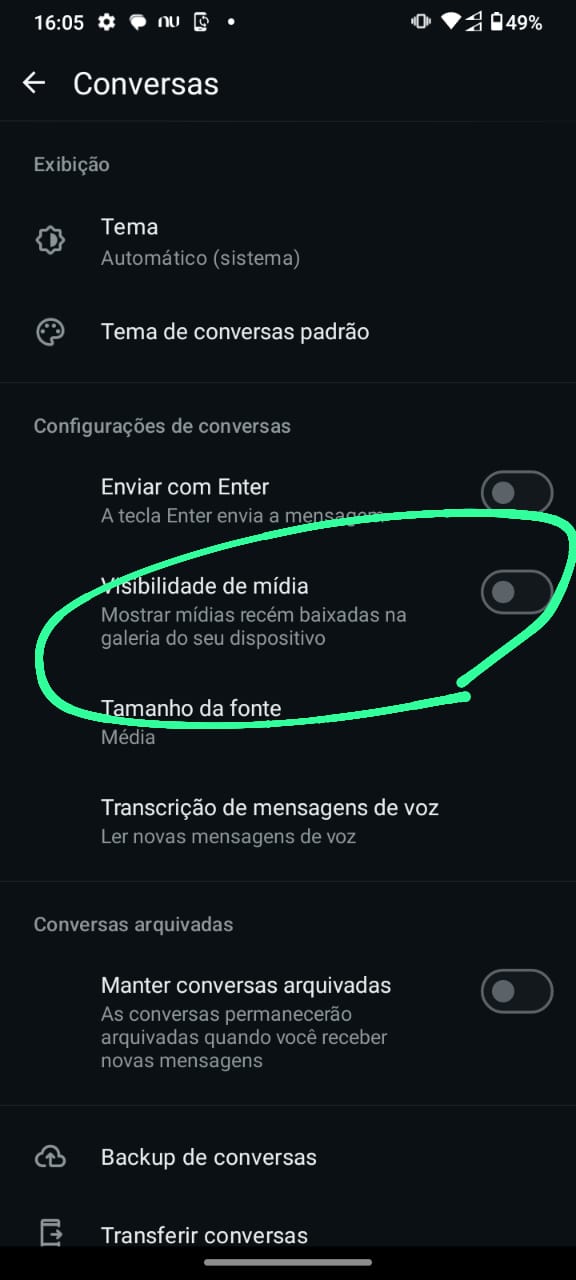 16:05 nu 49%
Conversas
Exibição
Tema
Automático (sistema)
Tema de conversas padrão
Configurações de conversas
Enviar com Enter
A tecla Enter envia a mensagem
Visibilidade de mídia
Mostrar mídias recém baixadas na
galeria do seu dispositivo
Tamanho da fonte
Média
Transcrição de mensagens de voz
Ler novas mensagens de voz
Conversas arquivadas
Manter conversas arquivadas
As conversas permanecerão
arquivadas quando você receber
novas mensagens
Backup de conversas
Transferir conversas